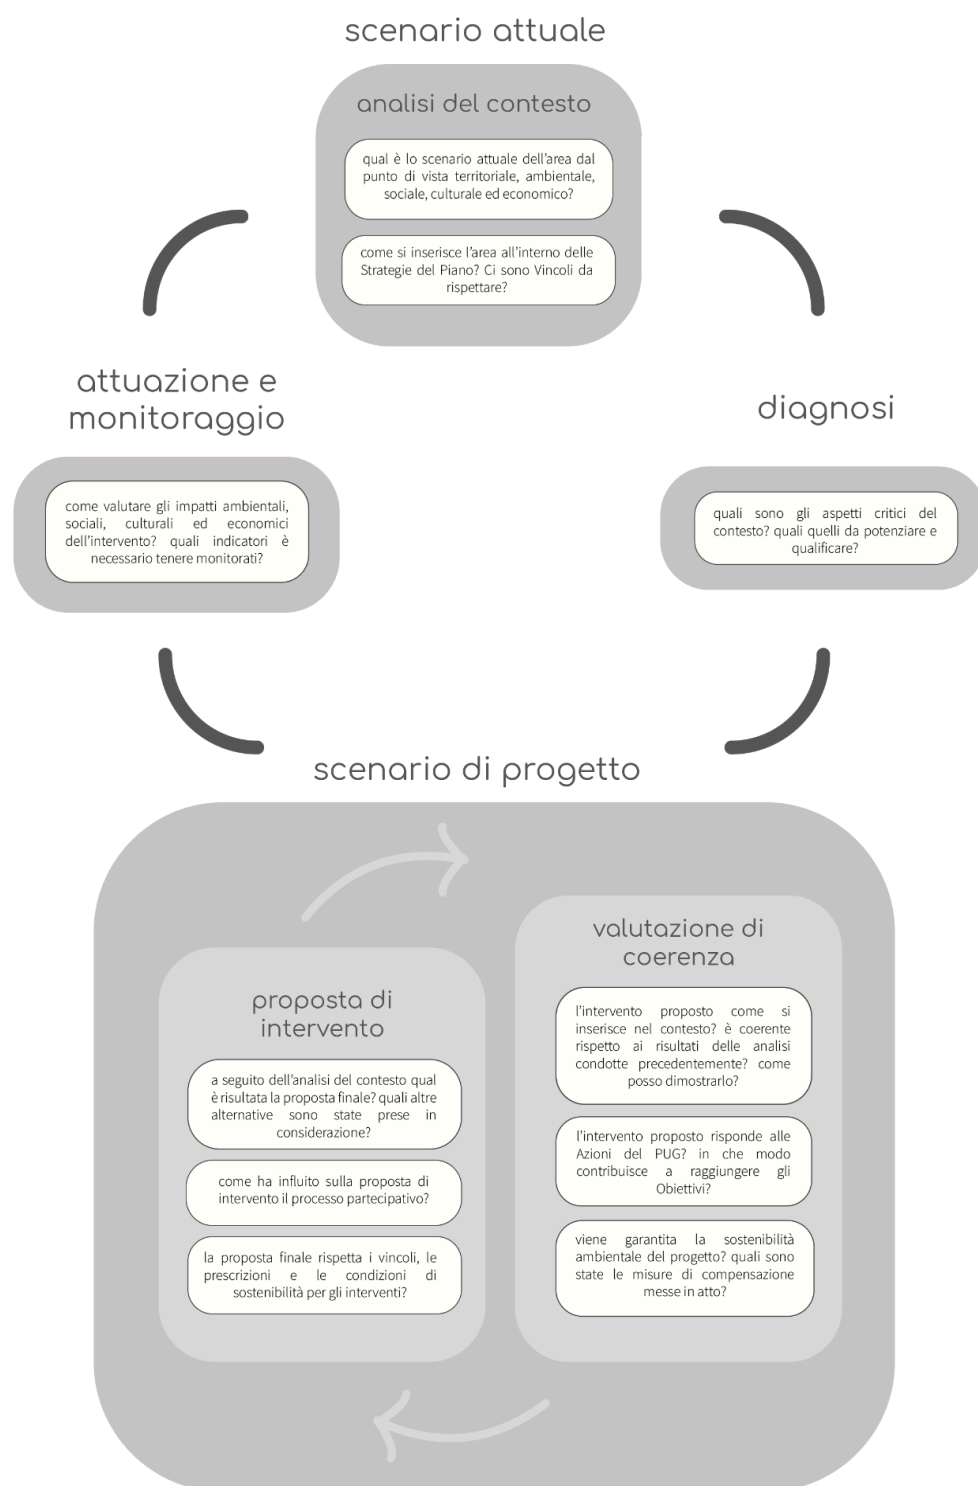 scenario attuale
analisi del contesto
qual è lo scenario attuale dell'area dal
punto di vista territoriale, ambientale,
sociale, culturale ed economico?
come si inserisce l'area all'interno delle
Strategie del Piano? Ci sono Vincoli da
rispettare?
attuazione e
monitoraggio
come valutare gli impatti ambientali,
sociali, culturali ed economici
dell'intervento? quali indicatori è
necessario tenere monitorati?
diagnosi
quali sono gli aspetti critici del
contesto? quali quelli da potenziare e
qualificare?
scenario di progetto
proposta di
intervento
a seguito dell'analisi del contesto qual
è risultata la proposta finale? quali altre
alternative sono state prese in
considerazione?
come ha influito sulla proposta di
intervento il processo partecipativo?
la proposta finale rispetta i vincoli, le
prescrizioni e le condizioni di
sostenibilità per gli interventi?
valutazione di
coerenza
l'intervento proposto come si
inserisce nel contesto? è coerente
rispetto ai risultati delle analisi
condotte precedentemente? come
posso dimostrarlo?
l'intervento proposto risponde alle
Azioni del PUG? in che modo
contribuisce a raggiungere gli
Obiettivi?
viene garantita la sostenibilità
ambientale del progetto? quali sono
state le misure di compensazione
messe in atto?